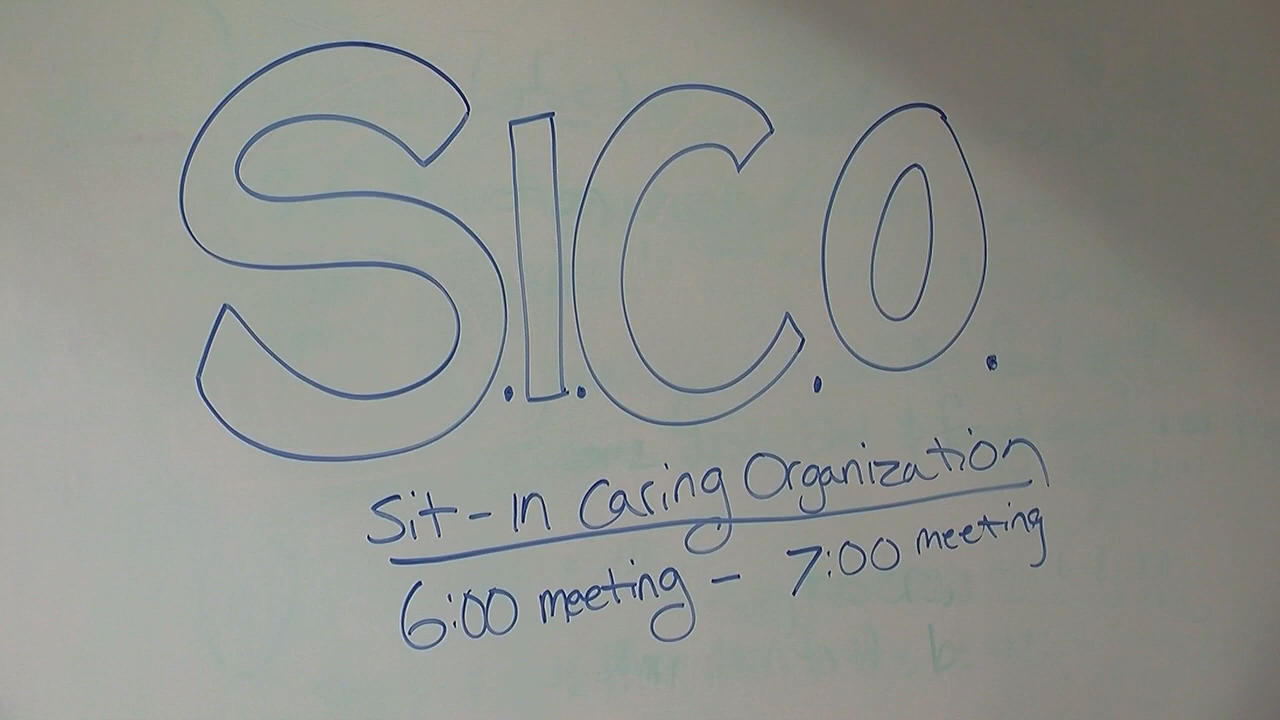 S.I.C.O.
Sit-In Caring Organization
6:00 meeting - 7:00 meeting